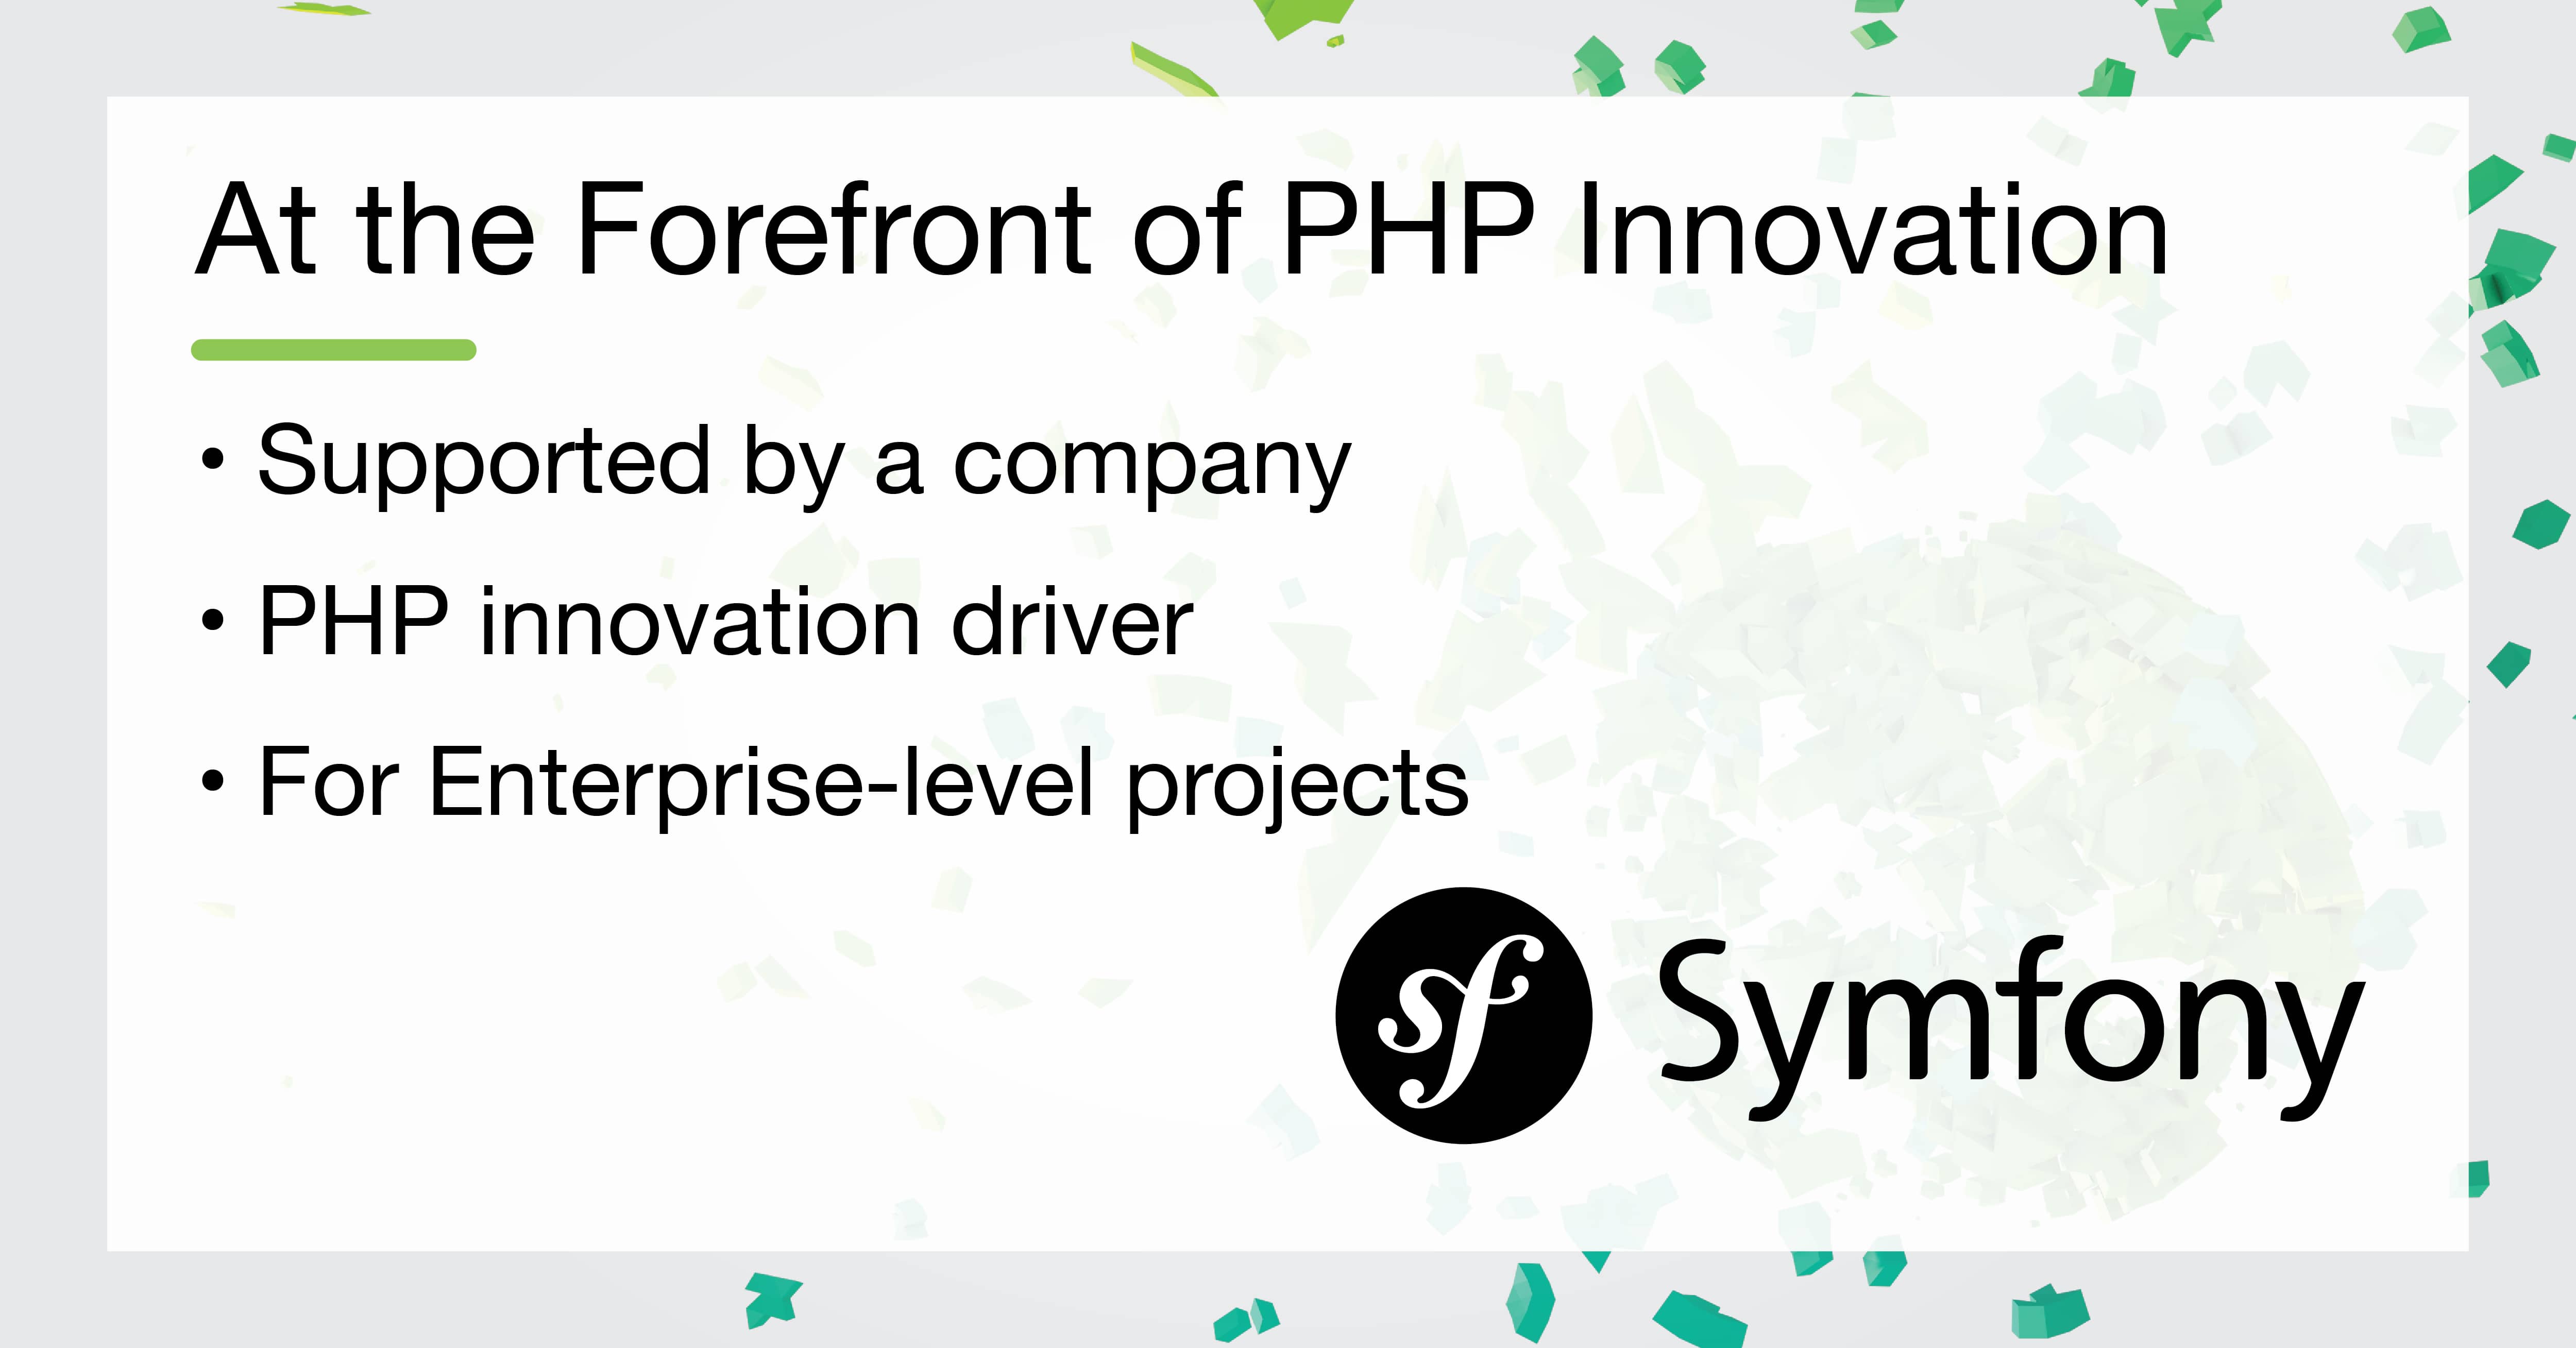 At the Forefront of PHP Innovation
• Supported by a company
• PHP innovation driver
• For Enterprise-level projects
sf Symfony